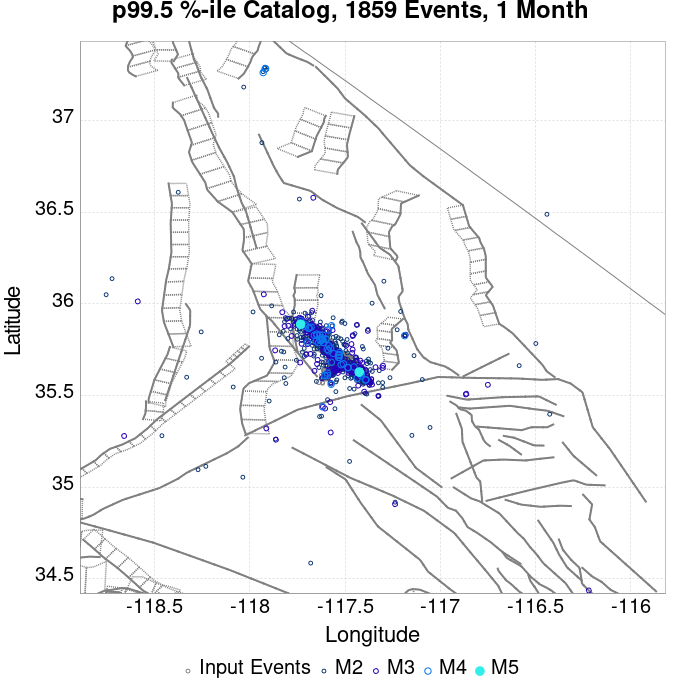 p99.5 %-ile Catalog, 1859 Events, 1 Month
37
36.5
36
35.5
35
34.5
Latitude
-118.5 -118 -117.5 -117 -116.5 -116
Longitude
Input Events M2 M3 M4 M5